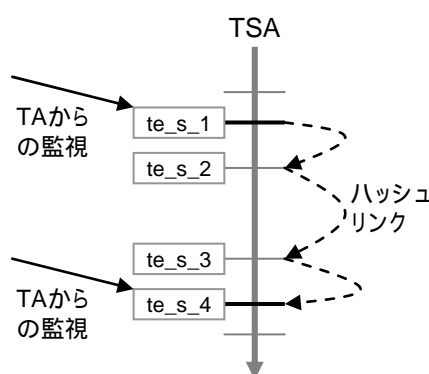 TSA
te_s_1
TAから
の監視
te_s_2
ハッシュ
リンク
te_s_3
te_s_4
TAから
の監視